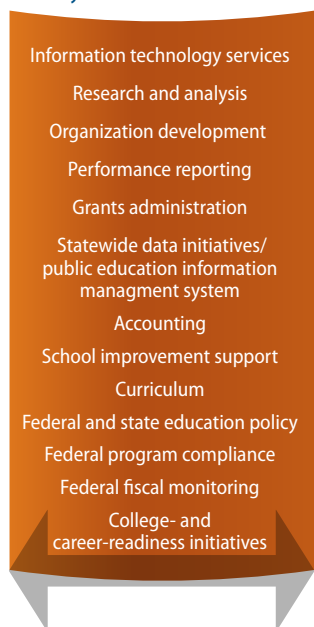 Information technology services
Research and analysis
Organization development
Performance reporting
Grants administration
Statewide data initiatives/
public education information
managment system
Accounting
School improvement support
Curriculum
Federal and state education policy
Federal program compliance
Federal fiscal monitoring
College- and
career-readiness initiatives